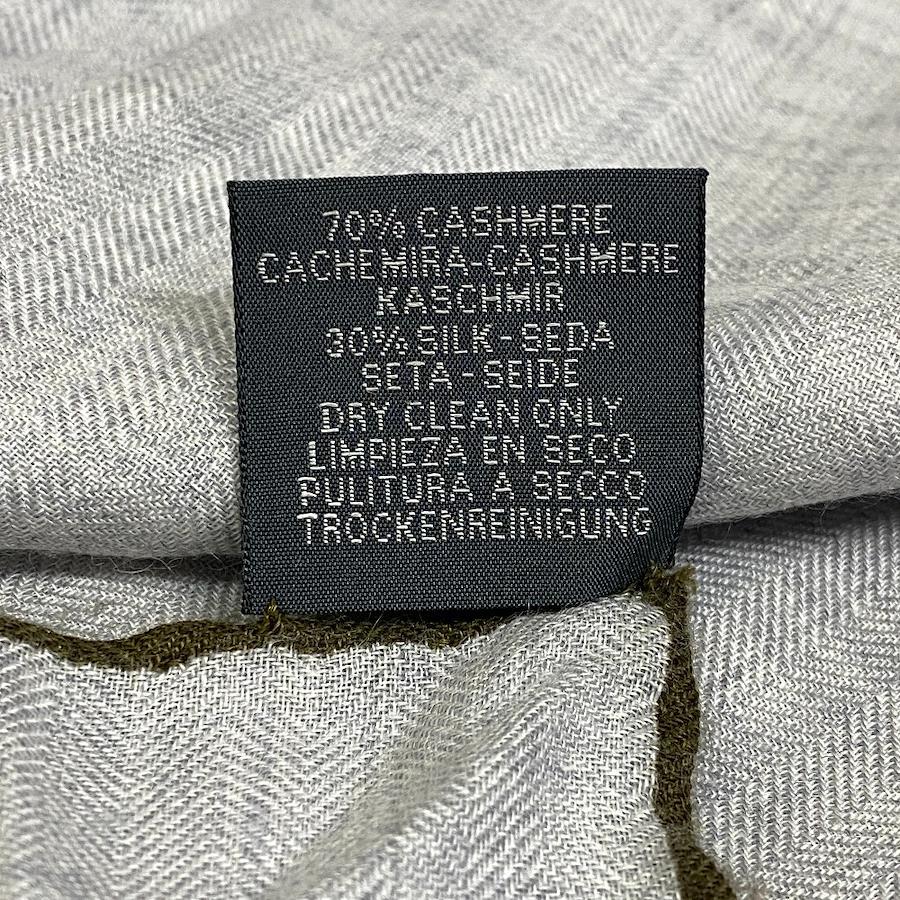 70% CASHMERE
CACHEMIRA-CASHMERE
KASCHMIR
30% SILK-SEDA
SETA-SEIDE
DRY CLEAN ONLY
LIMPIEZA EN SECO
PULITURA A SECCO
TROCKENREINIGUNG